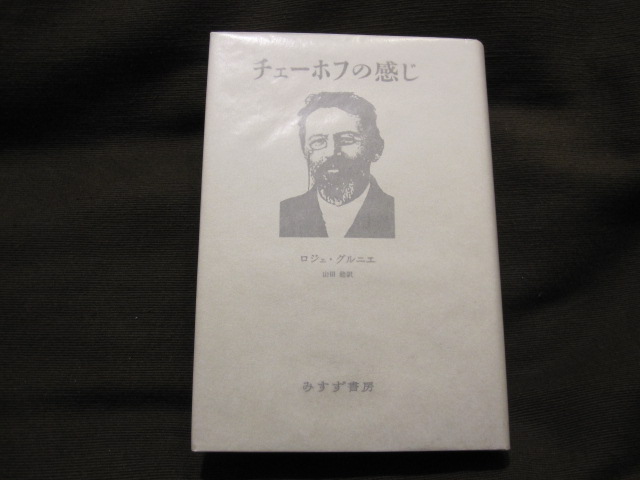 チェーホフの感じ
ロジェ・グルニエ
山田 稔訳
みすず書房